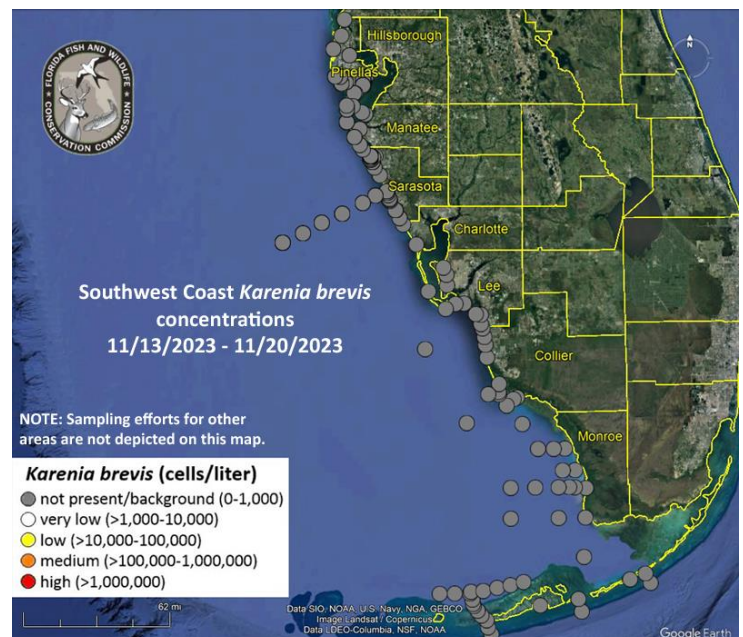 FLORIDA FISH AND WILDLIFE
CONSERVATION COMMISSION
N
Hillsborough
Pinellas
Manatee
Sarasota
Charlotte
Lee
Collier
Monroe
Southwest Coast Karenia brevis
concentrations
11/13/2023 - 11/20/2023
NOTE: Sampling efforts for other
areas are not depicted on this map.
Karenia brevis (cells/liter)
not present/background (0-1,000)
very low (>1,000-10,000)
low (>10,000-100,000)
medium (>100,000-1,000,000)
high (>1,000,000)
62 mi
Data SIO, NOAA, U.S. Navy, NGA, GEBCO
Image Landsat / Copernicus
Data LDEO-Columbia, NSF, NOAA
Google Earth